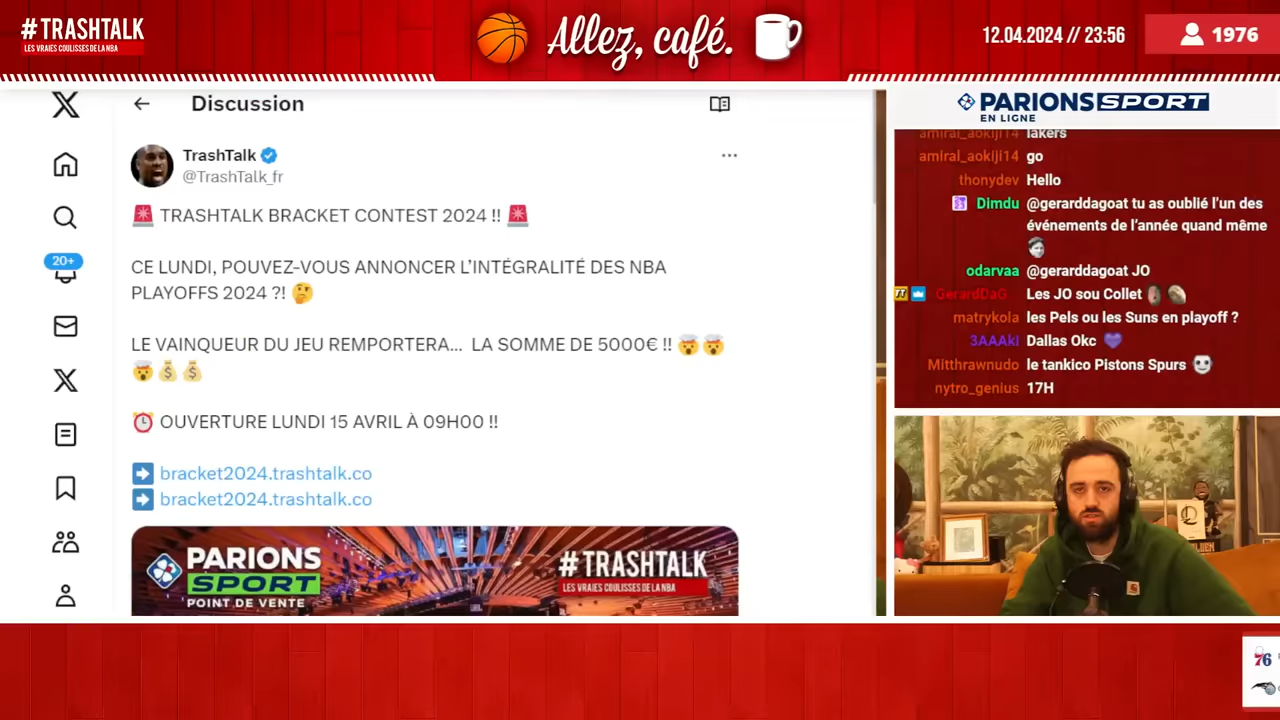 #TRASHTALK
LES VRAIES COULISSES DE LA NBA
Allez, café.
12.04.2024 // 23:56
1976
Discussion
TrashTalk
@TrashTalk_fr
🚨 TRASHTALK BRACKET CONTEST 2024 !! 🚨
CE LUNDI, POUVEZ-VOUS ANNONCER L'INTÉGRALITÉ DES NBA
PLAYOFFS 2024 ?! 🤔
LE VAINQUEUR DU JEU REMPORTERA... LA SOMME DE 5000€ !! 🤯🤯
🤯💰💰
⏰ OUVERTURE LUNDI 15 AVRIL À 09H00 !!
➡️ bracket2024.trashtalk.co
➡️ bracket2024.trashtalk.co
20+
PARIONS
SPORT
POINT DE VENTE
#TRASHTALK
LES VRAIES COULISSES DE LA NBA
PARIONS SPORT
EN LIGNE
amiral_aokiji14 lakers
amiral_aokiji14 go
thonydev Hello
Dimdu @gerarddagoat tu as oublié l'un des
événements de l'année quand même
odarvaa @gerarddagoat JO
GerardDaG Les JO sou Collet
matrykola les Pels ou les Suns en playoff ?
3AAAki Dallas Okc 💜
Mitthrawnudo le tankico Pistons Spurs
nytro_genius 17H
76